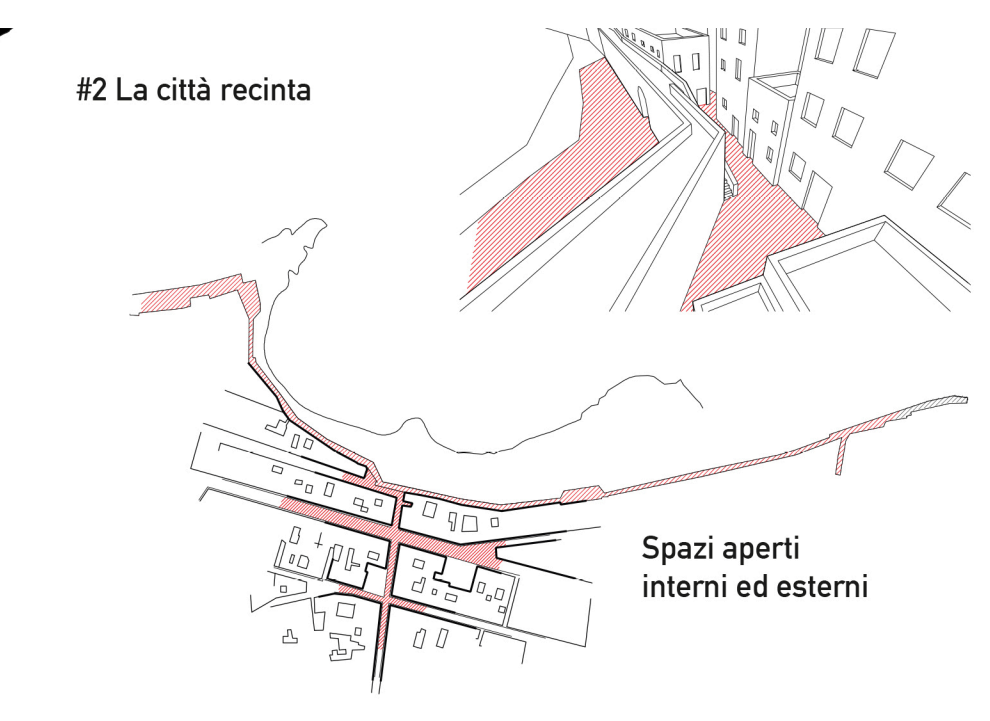 #2 La città recinta
Spazi aperti
interni ed esterni